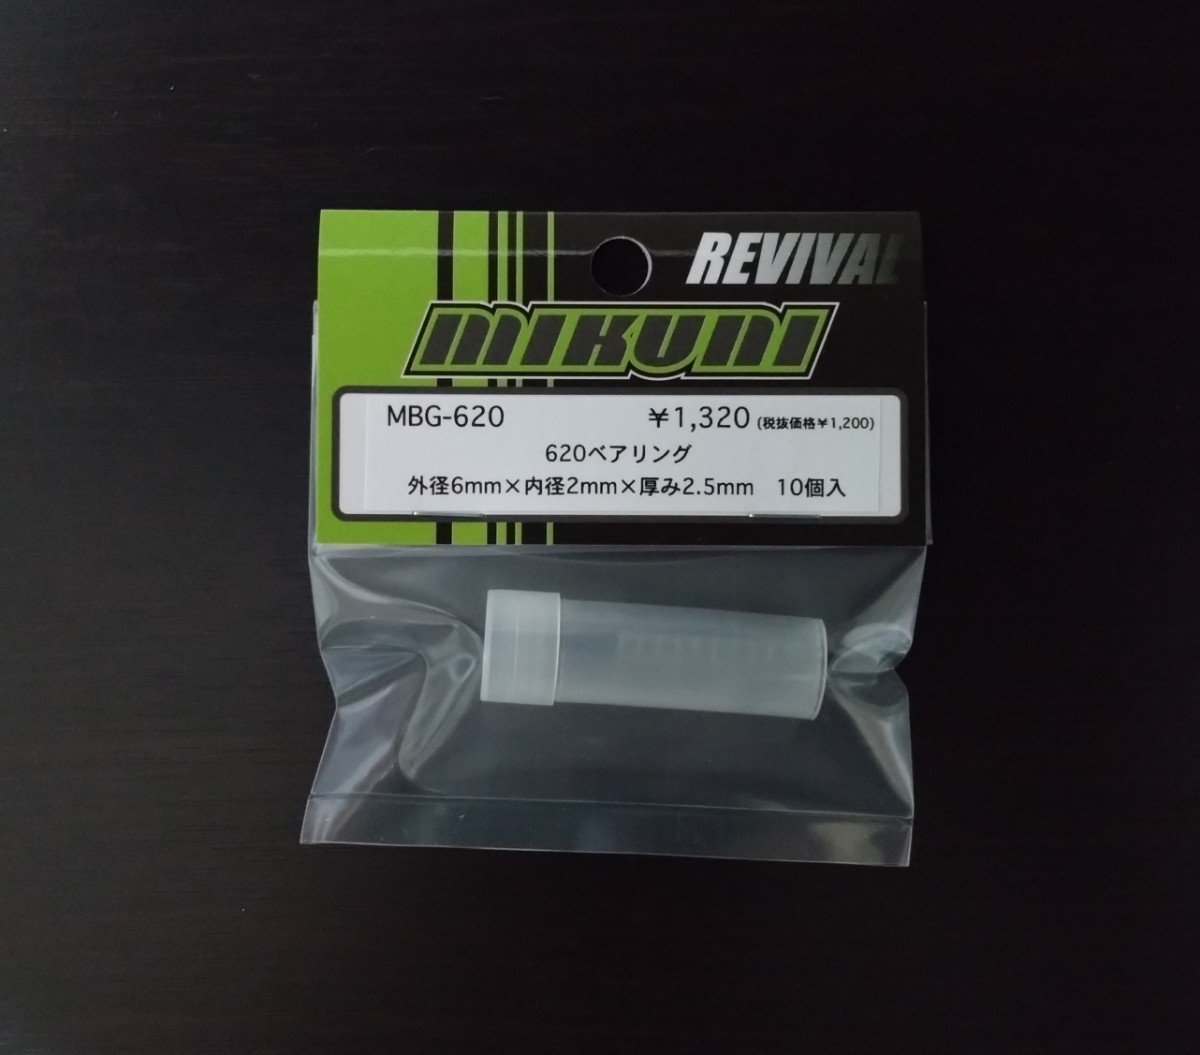 REVIVAL
MIKUNI
MBG-620 ¥1,320 (税抜価格¥1,200)
620ベアリング
外径6mm×内径2mm×厚み2.5mm 10個入